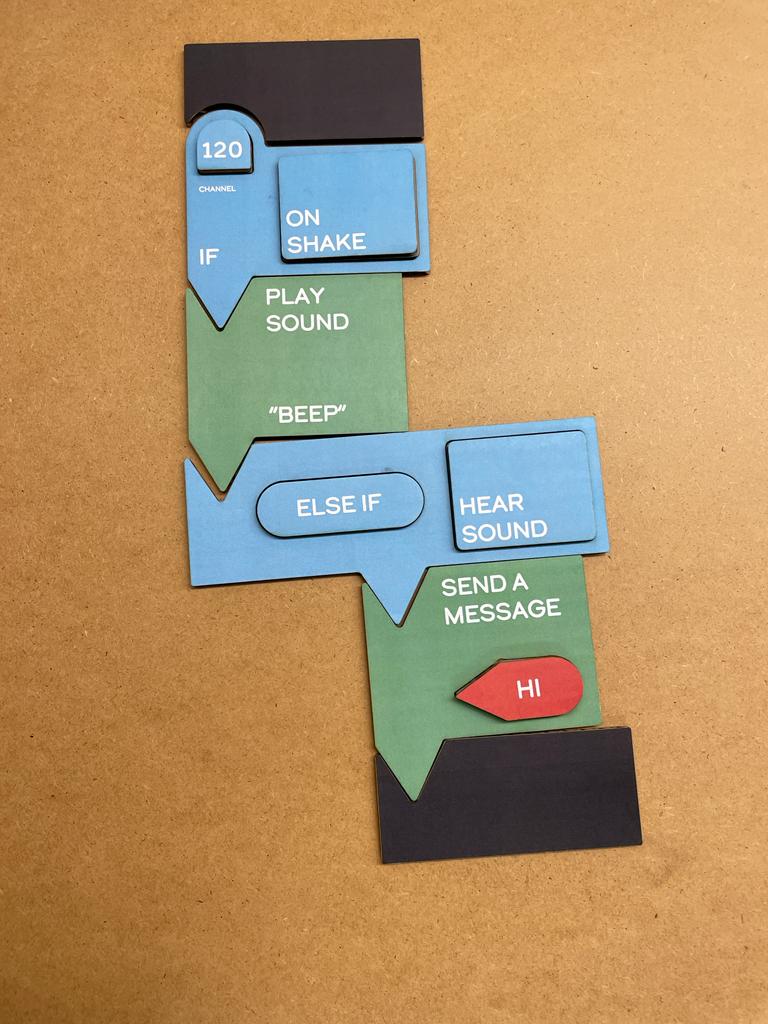 120
CHANNEL
ON
SHAKE
IF
PLAY
SOUND
"BEEP"
ELSE IF
HEAR
SOUND
SEND A
MESSAGE
HI